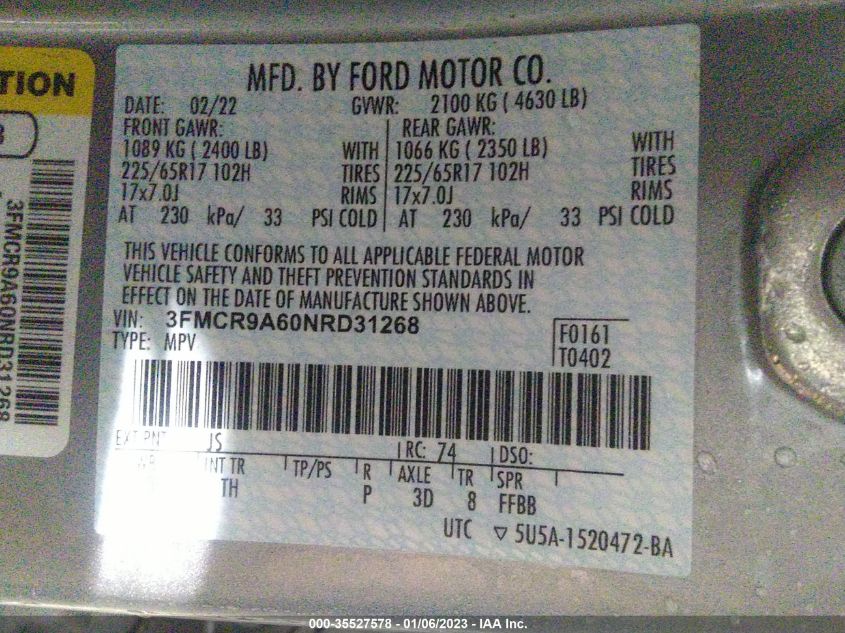 TION
3FMCR9A60NRD31268
MFD. BY FORD MOTOR CO.
DATE: 02/22 GVWR: 2100 KG ( 4630 LB)
FRONT GAWR: REAR GAWR:
1089 KG ( 2400 LB) WITH 1066 KG ( 2350 LB) WITH
225/65R17 102H TIRES 225/65R17 102H TIRES
17x7.0J RIMS 17x7.0J RIMS
AT 230 kPa/ 33 PSI COLD AT 230 kPa/ 33 PSI COLD
THIS VEHICLE CONFORMS TO ALL APPLICABLE FEDERAL MOTOR
VEHICLE SAFETY AND THEFT PREVENTION STANDARDS IN
EFFECT ON THE DATE OF MANUFACTURE SHOWN ABOVE.
VIN: 3FMCR9A60NRD31268
TYPE: MPV
F0161
T0402
EXT PNT JS RC: 74 DSO:
INT TR TP/PS R AXLE TR SPR
TH P 3D 8 FFBB
UTC ▽ 5U5A-1520472-BA
000-35527578 - 01/06/2023 - IAA Inc.